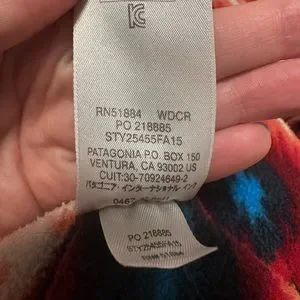 RN51884 WDCR
PO 218885
STY25455FA15
PATAGONIA P.O. BOX 150
VENTURA, CA 93002 US
CUIT:30-70924649-2
パタゴニア・インターナショナル インク
PO 218885
STY25455FA15